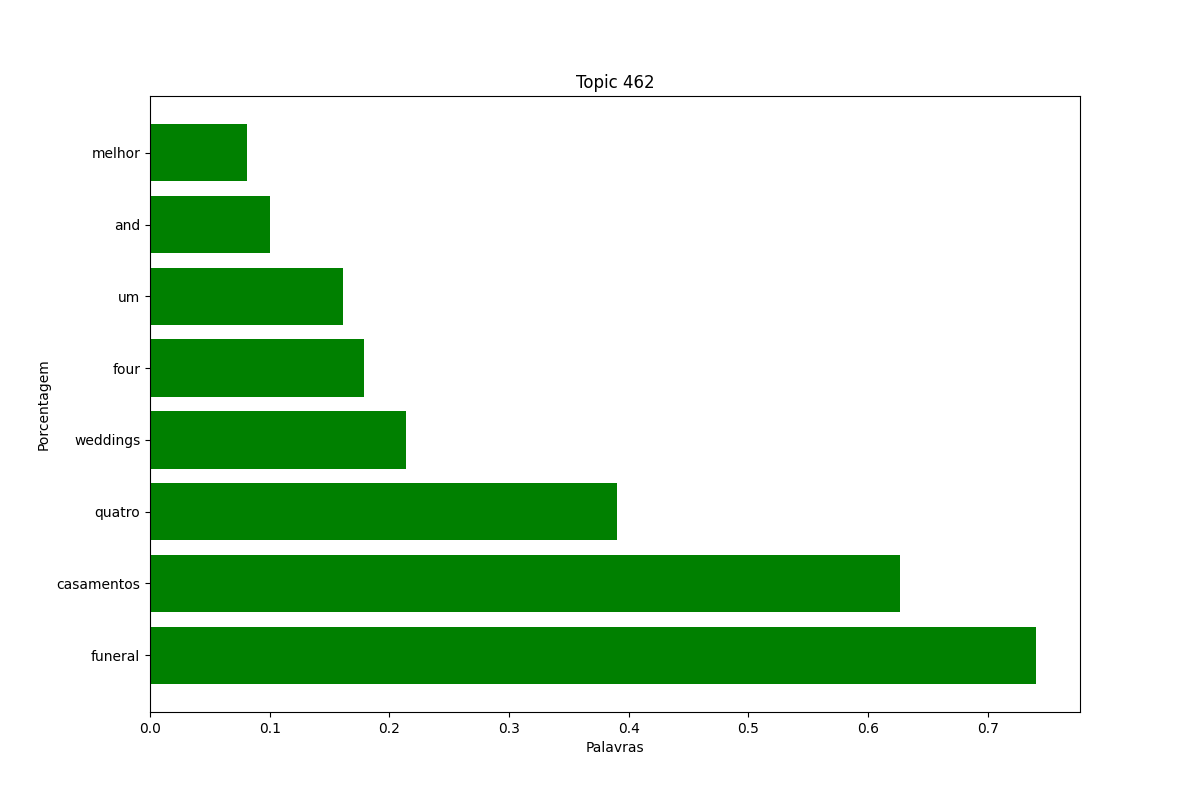 Topic 462
melhor
and
um
four
weddings
quatro
casamentos
funeral
Porcentagem
0.0 0.1 0.2 0.3 0.4 0.5 0.6 0.7
Palavras